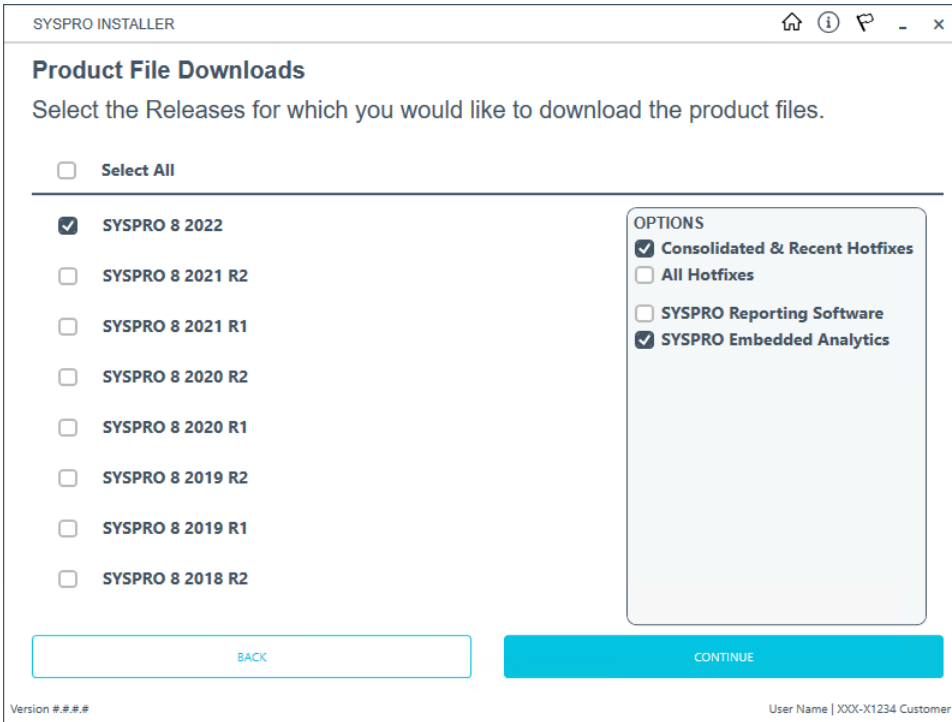 SYSPRO INSTALLER
Product File Downloads
Select the Releases for which you would like to download the product files.
Select All
SYSPRO 8 2022
SYSPRO 8 2021 R2
SYSPRO 8 2021 R1
SYSPRO 8 2020 R2
SYSPRO 8 2020 R1
SYSPRO 8 2019 R2
SYSPRO 8 2019 R1
SYSPRO 8 2018 R2
OPTIONS
Consolidated & Recent Hotfixes
All Hotfixes
SYSPRO Reporting Software
SYSPRO Embedded Analytics
BACK
CONTINUE
Version #.#.#.#
User Name | XXX-X1234 Customer